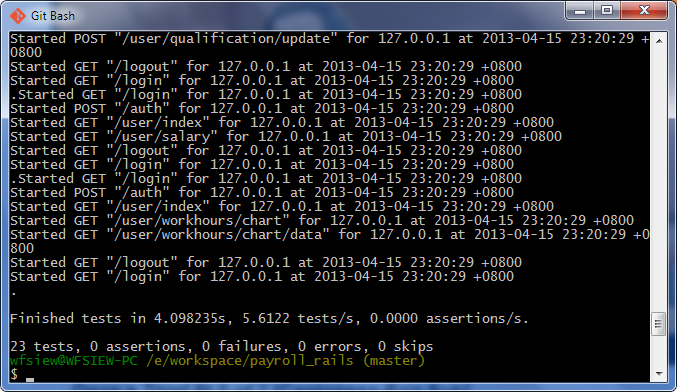 Git Bash
Started POST "/user/qualification/update" for 127.0.0.1 at 2013-04-15 23:20:29 +
0800
Started GET "/logout" for 127.0.0.1 at 2013-04-15 23:20:29 +0800
Started GET "/login" for 127.0.0.1 at 2013-04-15 23:20:29 +0800
.Started GET "/login" for 127.0.0.1 at 2013-04-15 23:20:29 +0800
Started POST "/auth" for 127.0.0.1 at 2013-04-15 23:20:29 +0800
Started GET "/user/index" for 127.0.0.1 at 2013-04-15 23:20:29 +0800
Started GET "/user/salary" for 127.0.0.1 at 2013-04-15 23:20:29 +0800
Started GET "/logout" for 127.0.0.1 at 2013-04-15 23:20:29 +0800
Started GET "/login" for 127.0.0.1 at 2013-04-15 23:20:29 +0800
.Started GET "/login" for 127.0.0.1 at 2013-04-15 23:20:29 +0800
Started POST "/auth" for 127.0.0.1 at 2013-04-15 23:20:29 +0800
Started GET "/user/index" for 127.0.0.1 at 2013-04-15 23:20:29 +0800
Started GET "/user/workhours/chart" for 127.0.0.1 at 2013-04-15 23:20:29 +0800
Started GET "/user/workhours/chart/data" for 127.0.0.1 at 2013-04-15 23:20:29 +0
800
Started GET "/logout" for 127.0.0.1 at 2013-04-15 23:20:29 +0800
Started GET "/login" for 127.0.0.1 at 2013-04-15 23:20:29 +0800
.
Finished tests in 4.098235s, 5.6122 tests/s, 0.0000 assertions/s.
23 tests, 0 assertions, 0 failures, 0 errors, 0 skips
wfsiew@WFSIEW-PC /e/workspace/payroll_rails (master)
$